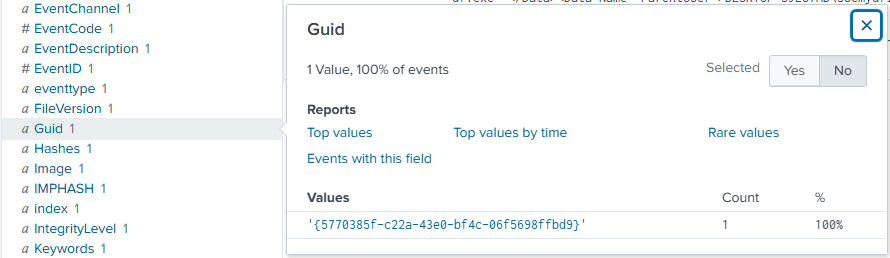 a EventChannel 1
# EventCode 1
a EventDescription 1
# EventID 1
a eventtype 1
a FileVersion 1
a Guid 1
a Hashes 1
a Image 1
a IMPHASH 1
a index 1
a IntegrityLevel 1
a Keywords 1
Guid
1 Value, 100% of events
Selected Yes No
Reports
Top values Top values by time Rare values
Events with this field
Values Count %
'{5770385f-c22a-43e0-bf4c-06f5698ffbd9}' 1 100%